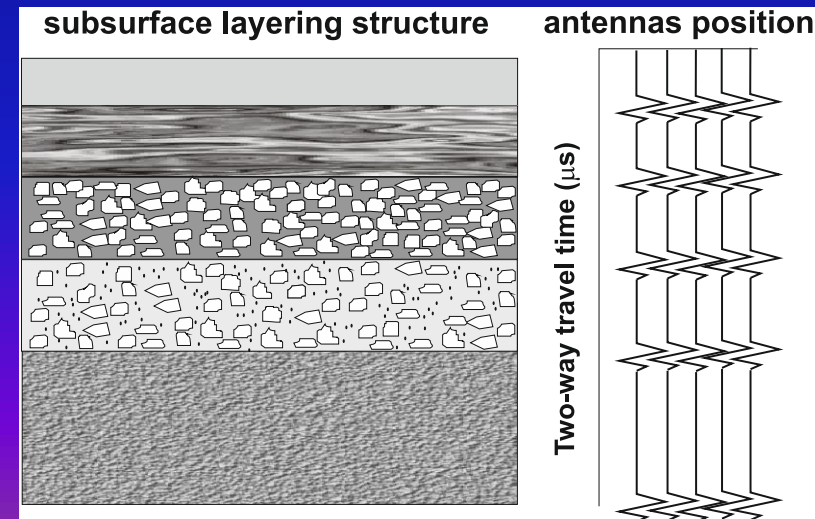 subsurface layering structure
antennas position
Two-way travel time (μs)